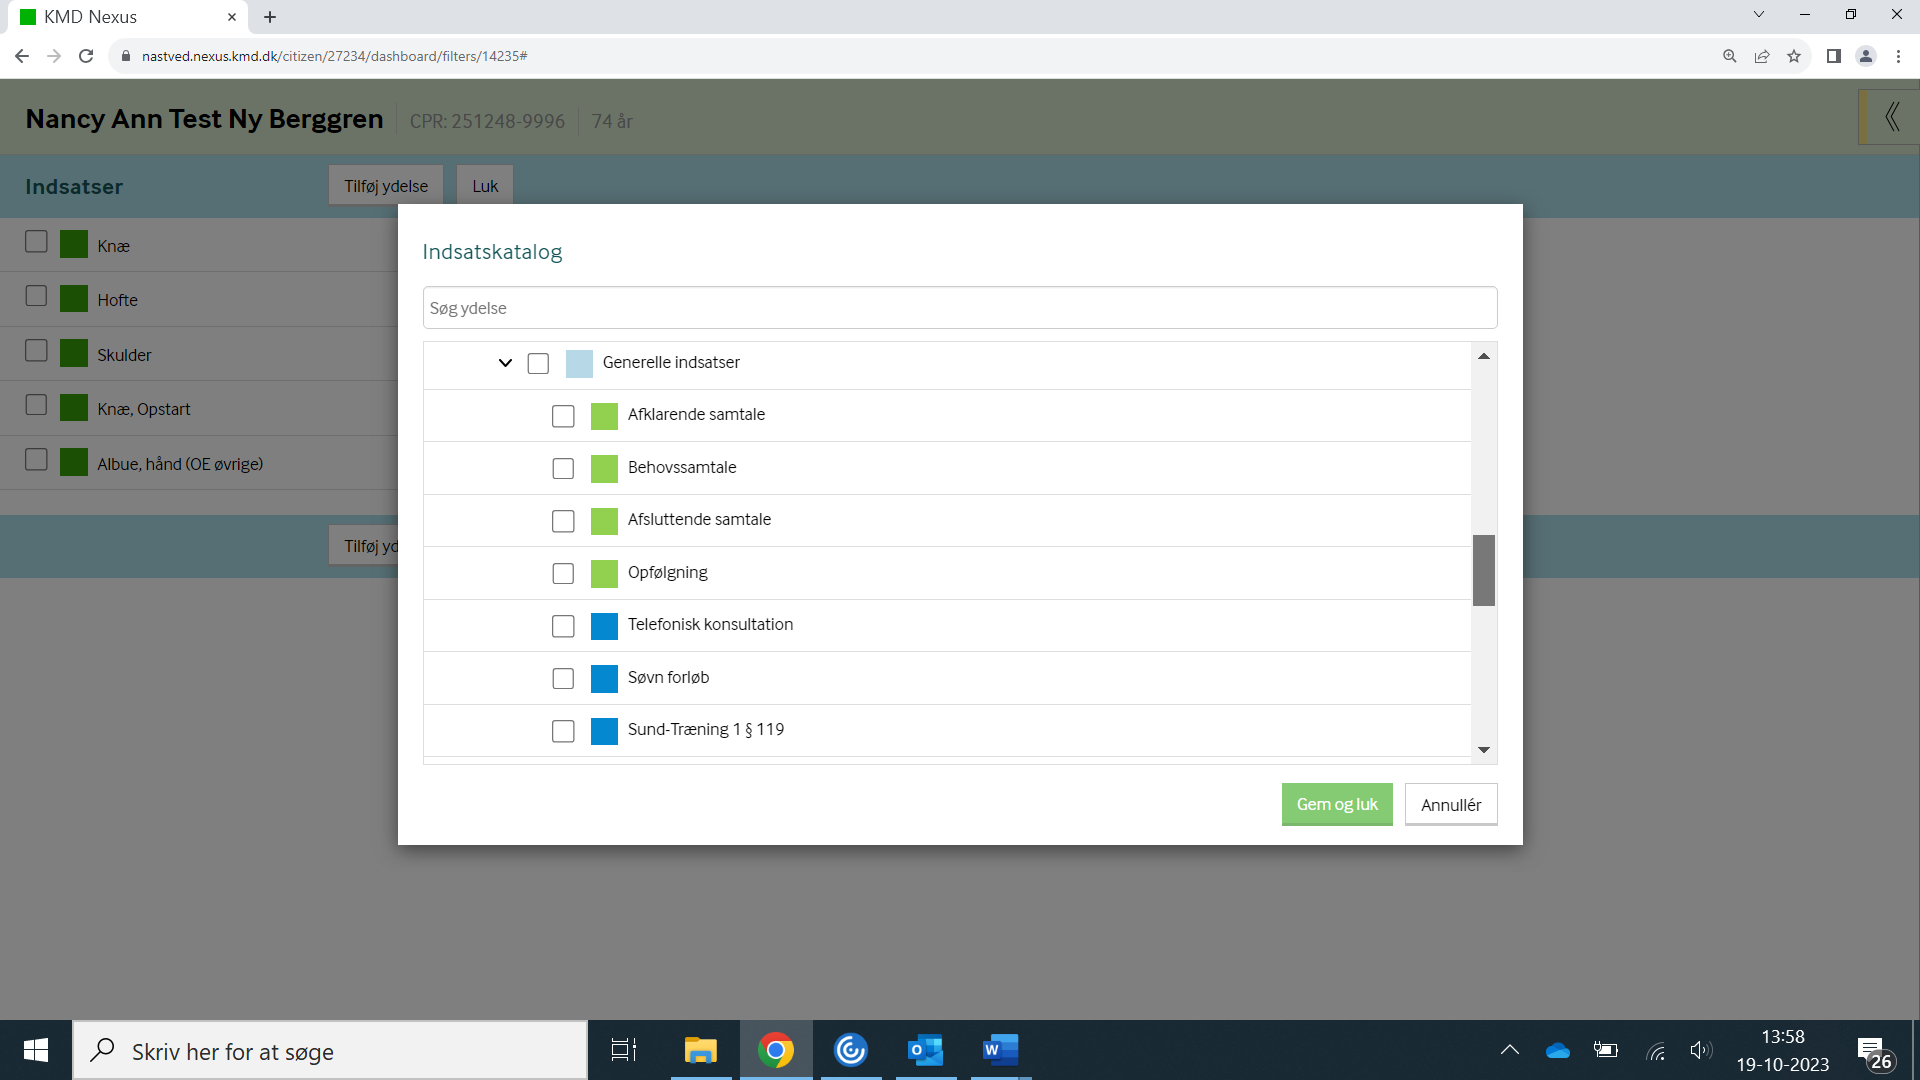 KMD Nexus
nastved.nexus.kmd.dk/citizen/27234/dashboard/filters/14235#
Nancy Ann Test Ny Berggren CPR: 251248-9996 74 år
Indsatser Tilføj ydelse Luk
Knæ
Hofte
Skulder
Knæ, Opstart
Albue, hånd (OE øvrige)
Tilføj yd
Indsatskatalog
Søg ydelse
Generelle indsatser
Afklarende samtale
Behovssamtale
Afsluttende samtale
Opfølgning
Telefonisk konsultation
Søvn forløb
Sund-Træning 1 § 119
Gem og luk Annullér
Skriv her for at søge
13:58
19-10-2023
26